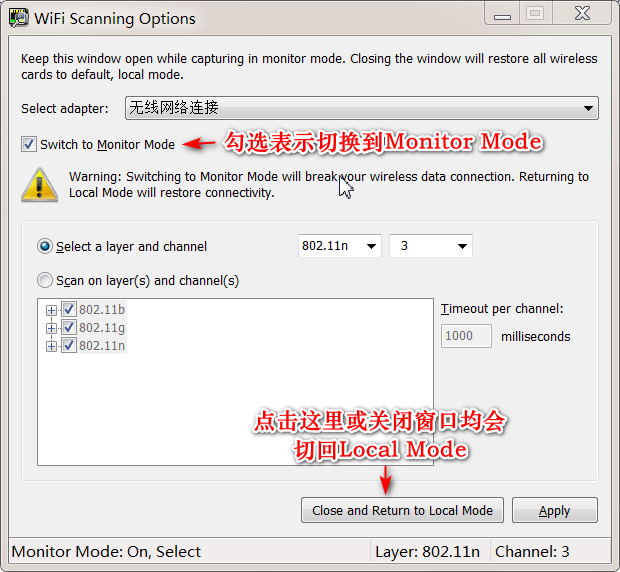 WiFi Scanning Options
Keep this window open while capturing in monitor mode. Closing the window will restore all wireless
cards to default, local mode.
Select adapter: 无线网络连接
Switch to Monitor Mode 勾选表示切换到Monitor Mode
Warning: Switching to Monitor Mode will break your wireless data connection. Returning to
Local Mode will restore connectivity.
Select a layer and channel 802.11n 3
Scan on layer(s) and channel(s)
802.11b
802.11g
802.11n
Timeout per channel:
1000 milliseconds
点击这里或关闭窗口均会
切回Local Mode
Close and Return to Local Mode Apply
Monitor Mode: On, Select Layer: 802.11n Channel: 3